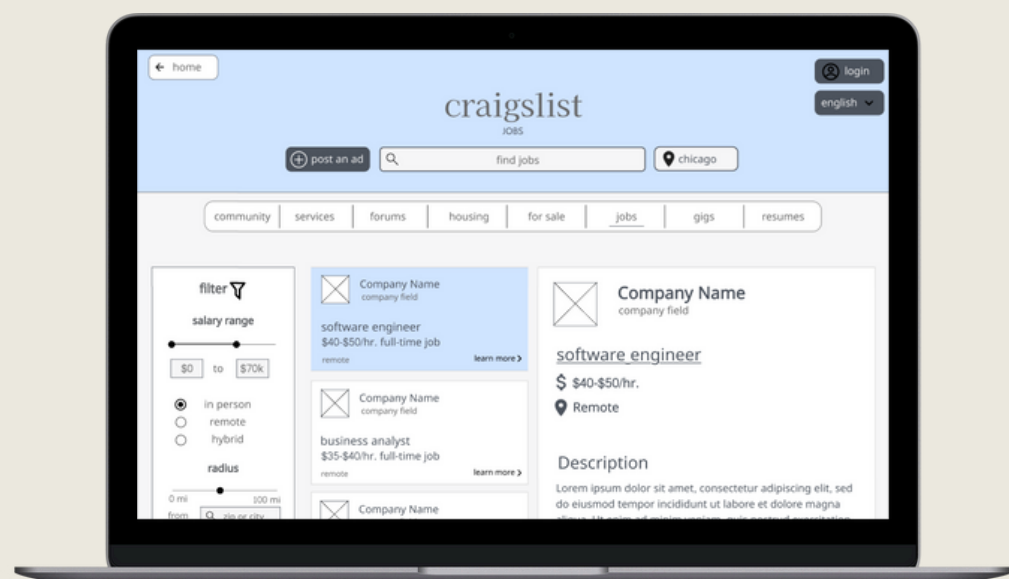 home
login
english
craigslist
JOBS
post an ad
find jobs
chicago
community services forums housing for sale jobs gigs resumes
filter
salary range
$0 to $70k
in person
remote
hybrid
radius
0 mi 100 mi
from zip or city
Company Name
company field
software engineer
$40-$50/hr. full-time job
remote learn more
Company Name
company field
business analyst
$35-$40/hr. full-time job
remote learn more
Company Name
Company Name
company field
software engineer
$ $40-$50/hr.
Remote
Description
Lorem ipsum dolor sit amet, consectetur adipiscing elit, sed
do eiusmod tempor incididunt ut labore et dolore magna